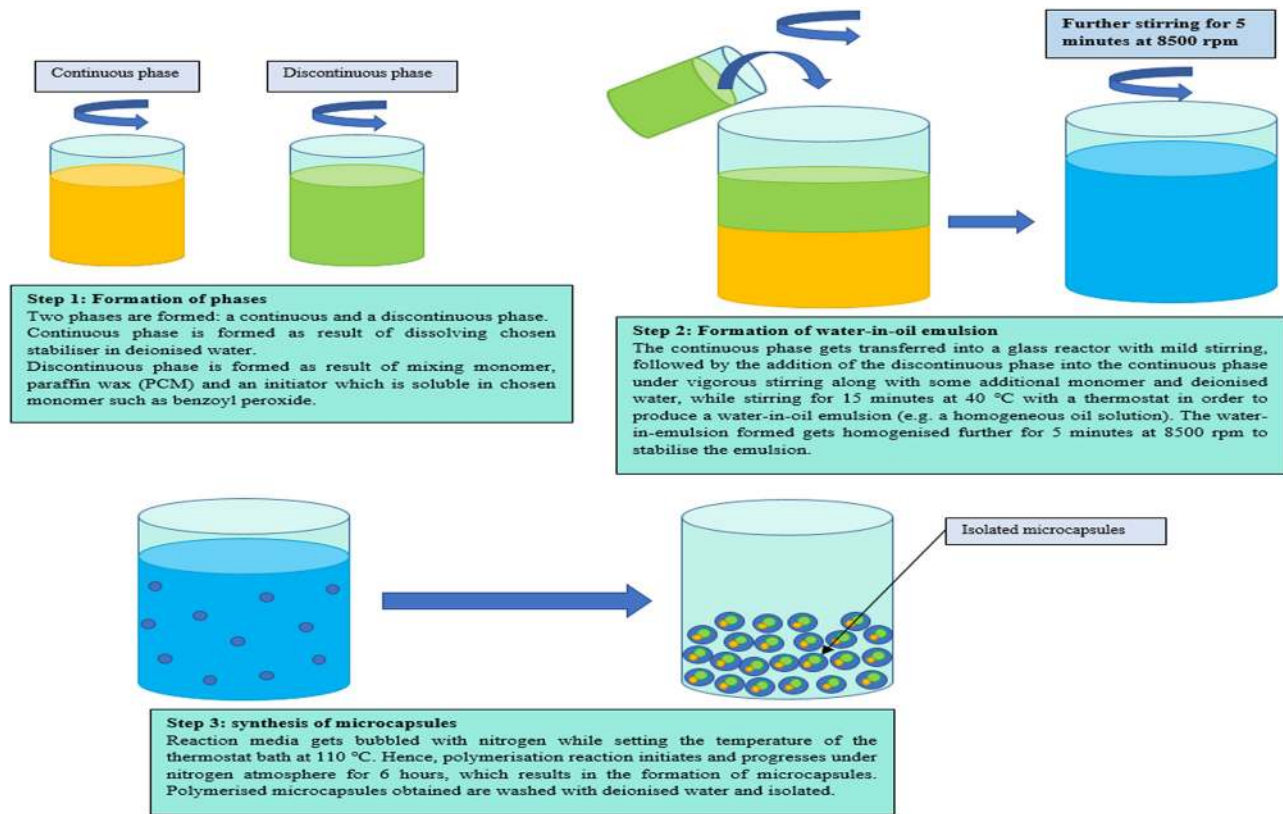 Continuous phase
Discontinuous phase
Further stirring for 5
minutes at 8500 rpm
Step 1: Formation of phases
Two phases are formed: a continuous and a discontinuous phase.
Continuous phase is formed as result of dissolving chosen
stabiliser in deionised water.
Discontinuous phase is formed as result of mixing monomer,
paraffin wax (PCM) and an initiator which is soluble in chosen
monomer such as benzoyl peroxide.
Step 2: Formation of water-in-oil emulsion
The continuous phase gets transferred into a glass reactor with mild stirring,
followed by the addition of the discontinuous phase into the continuous phase
under vigorous stirring along with some additional monomer and deionised
water, while stirring for 15 minutes at 40 °C with a thermostat in order to
produce a water-in-oil emulsion (e.g. a homogeneous oil solution). The water-
in-emulsion formed gets homogenised further for 5 minutes at 8500 rpm to
stabilise the emulsion.
Isolated microcapsules
Step 3: synthesis of microcapsules
Reaction media gets bubbled with nitrogen while setting the temperature of the
thermostat bath at 110 °C. Hence, polymerisation reaction initiates and progresses under
nitrogen atmosphere for 6 hours, which results in the formation of microcapsules.
Polymerised microcapsules obtained are washed with deionised water and isolated.